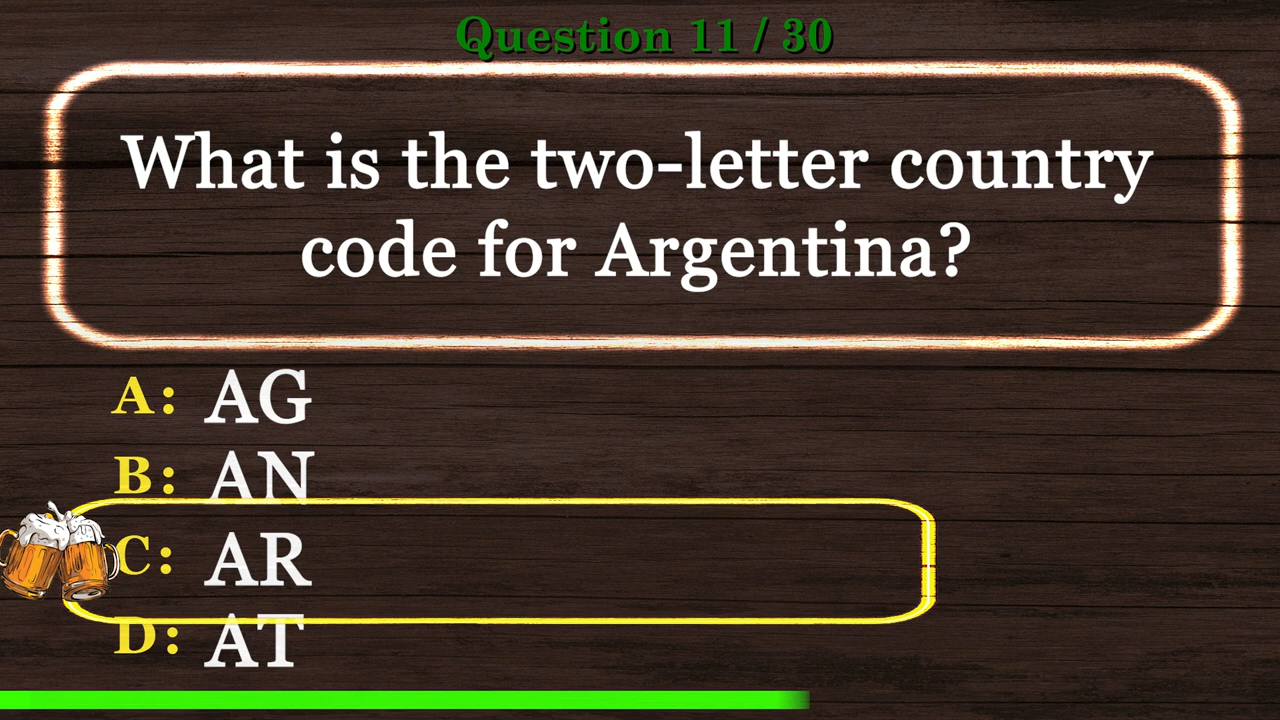 Question 11 / 30
What is the two-letter country
code for Argentina?
A: AG
B: AN
C: AR
D: AT